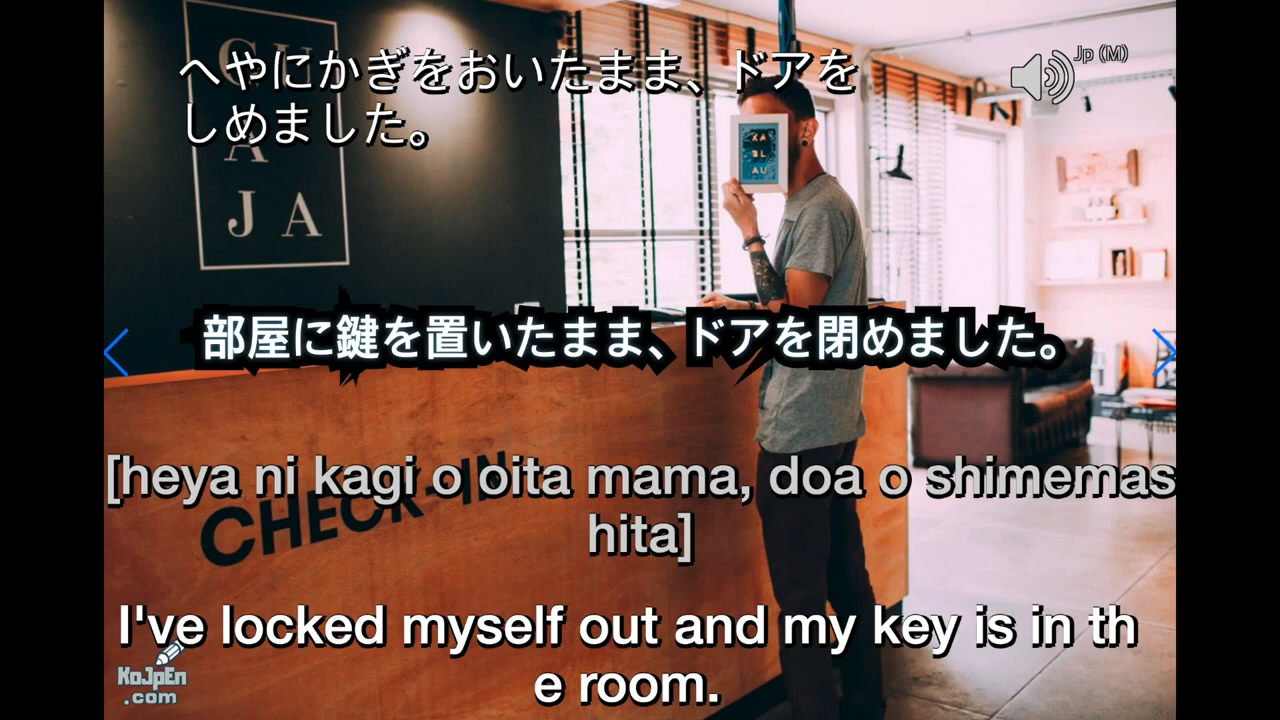 へやにかぎをおいたまま、ドアを
しめました。
Jp (M)
JA
KA
BL
AU
部屋に鍵を置いたまま、ドアを閉めました。
[heya ni kagi o oita mama, doa o shimemas
hita]
CHECK-IN
I've locked myself out and my key is in th
e room.
KoJpEn
.com